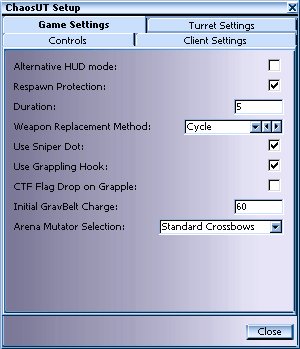 ChaosUT Setup
Game Settings
Turret Settings
Controls
Client Settings
Alternative HUD mode:
Respawn Protection:
Duration:
5
Weapon Replacement Method:
Cycle
Use Sniper Dot:
Use Grappling Hook:
CTF Flag Drop on Grapple:
Initial GravBelt Charge:
60
Arena Mutator Selection:
Standard Crossbows
Close